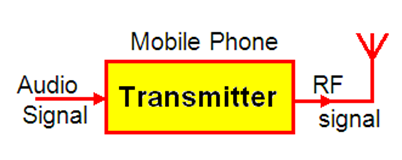 Mobile Phone
Audio
Signal
Transmitter
RF
signal